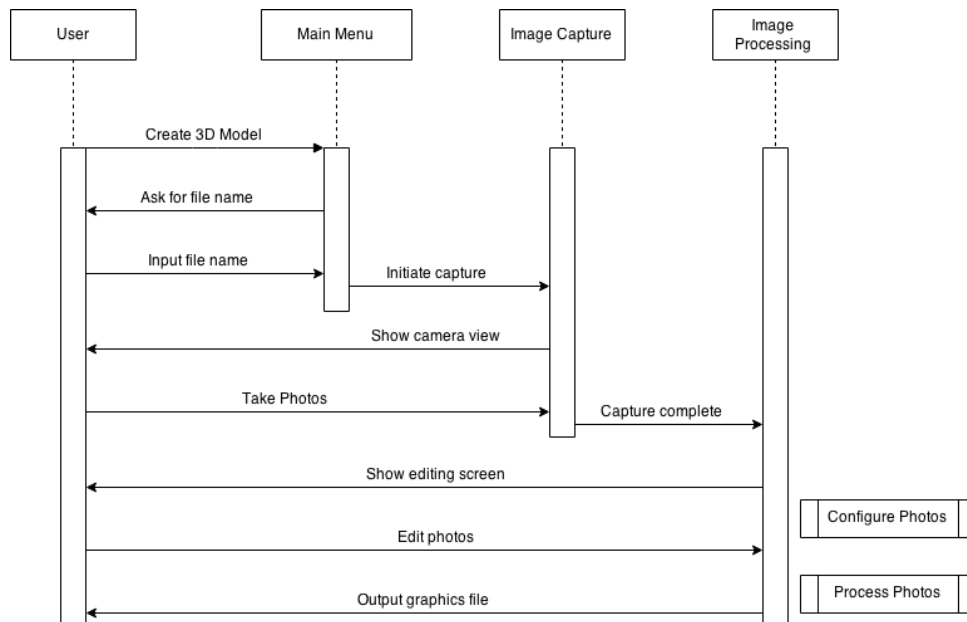 User
Main Menu
Image Capture
Image
Processing
Create 3D Model
Ask for file name
Input file name
Initiate capture
Show camera view
Take Photos
Capture complete
Show editing screen
Configure Photos
Edit photos
Process Photos
Output graphics file